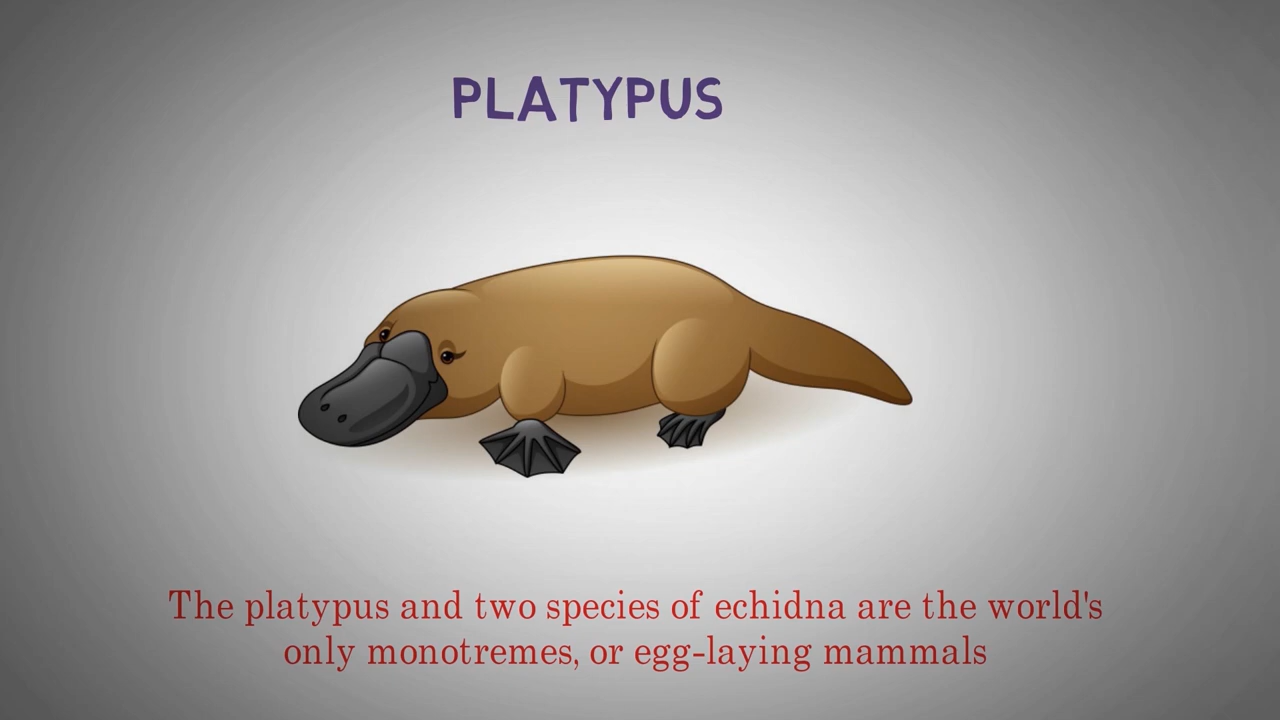 PLATYPUS
The platypus and two species of echidna are the world's
only monotremes, or egg-laying mammals